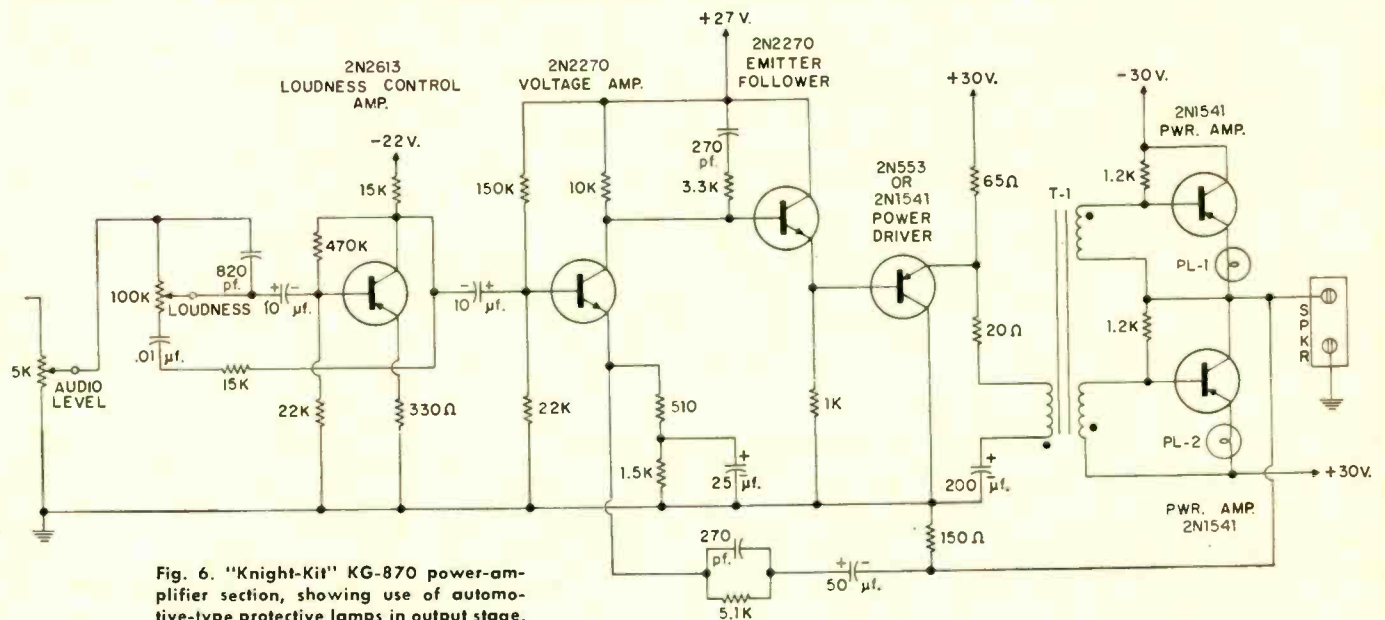 +27 V.
2N2613
LOUDNESS CONTROL
AMP.
2N2270
VOLTAGE AMP.
2N2270
EMITTER
FOLLOWER
+30V.
-30V.
2N1541
PWR. AMP.
-22 V.
15K
150K
10K
270
pf.
3.3K
2N553
OR
2N1541
POWER
DRIVER
65Ω
T-1
1.2K
PL-1
470K
820
pf.
100K
LOUDNESS
10 µf.
10 µf.
.01 µf.
15K
5K
AUDIO
LEVEL
22K
330Ω
22K
510
1.5K
25 µf.
1K
20Ω
200 µf.
1.2K
PL-2
SPKR
+30V.
PWR. AMP.
2N1541
150Ω
270
pf.
5.1K
50 µf.
Fig. 6. "Knight-Kit" KG-870 power-am-
plifier section, showing use of automo-
tive-type protective lamps in output stage.